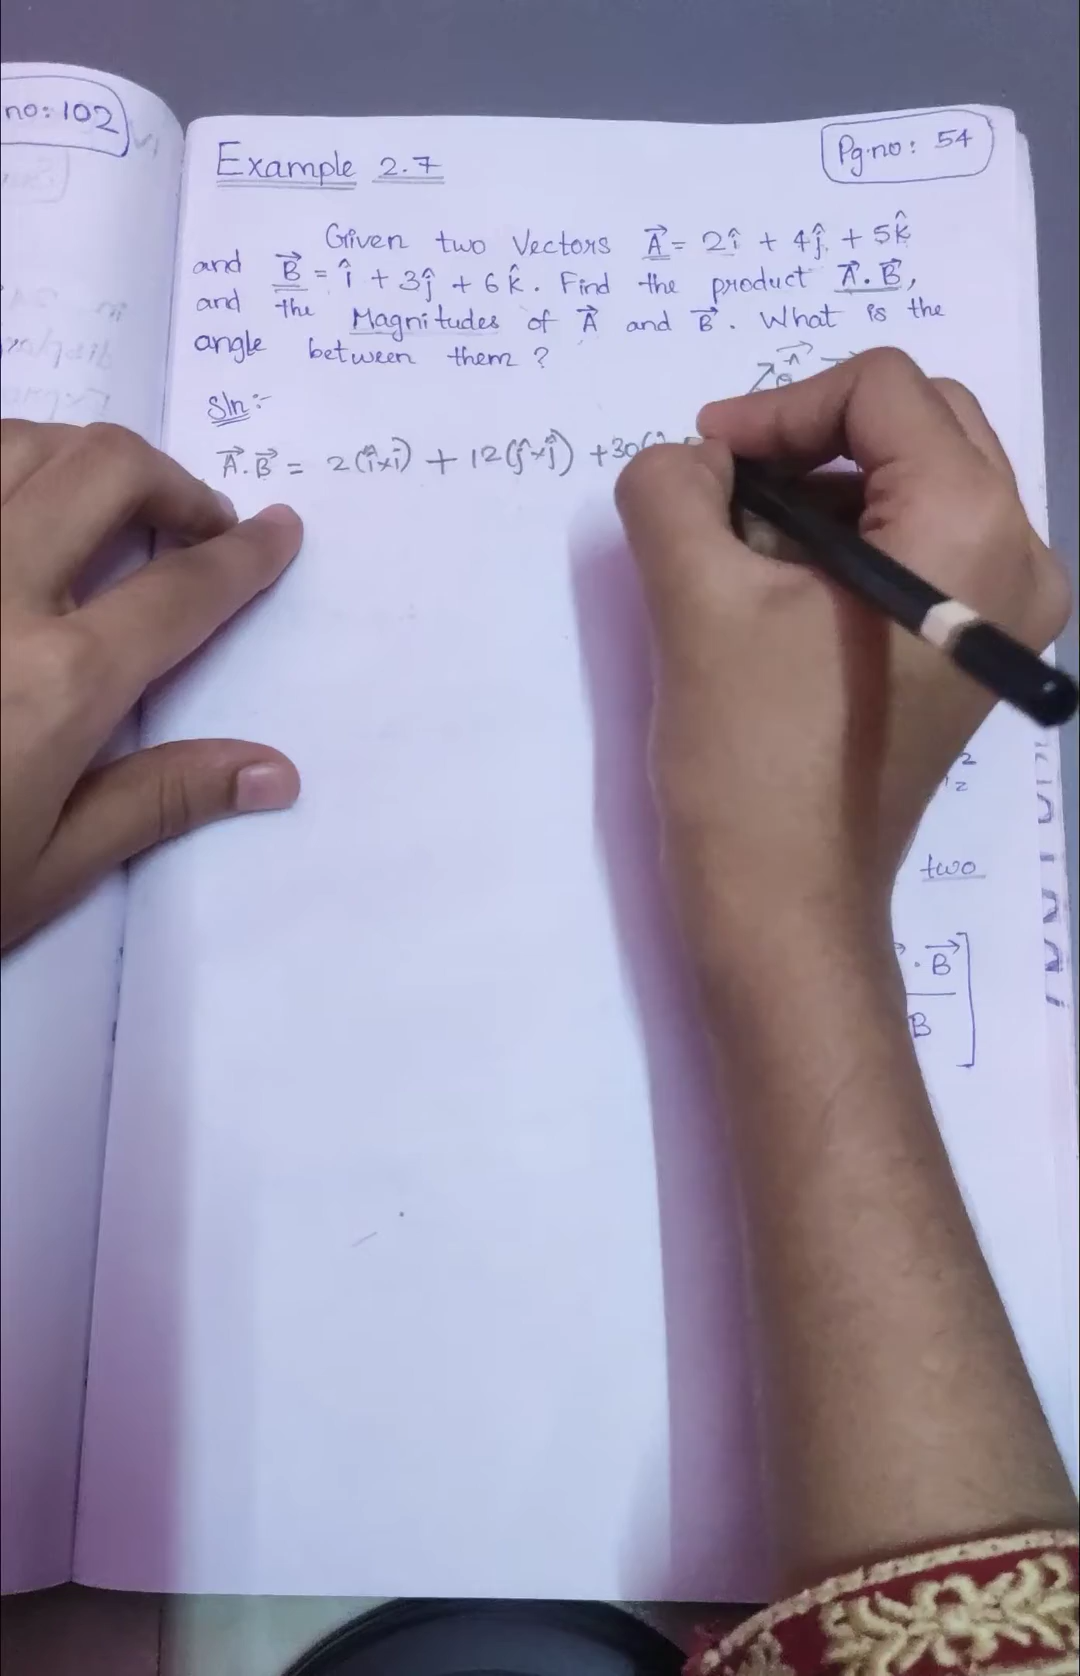 no: 102
Example 2.7
Pg.no: 54
Given two Vectors A⃗ = 2î + 4ĵ + 5k̂
and B⃗ = î + 3ĵ + 6k̂. Find the product A⃗.B⃗,
and the Magnitudes of A⃗ and B⃗. What is the
angle between them?
Sln:-
A⃗.B⃗ = 2(î×î) + 12(ĵ×ĵ) +30(
two
. B⃗
B